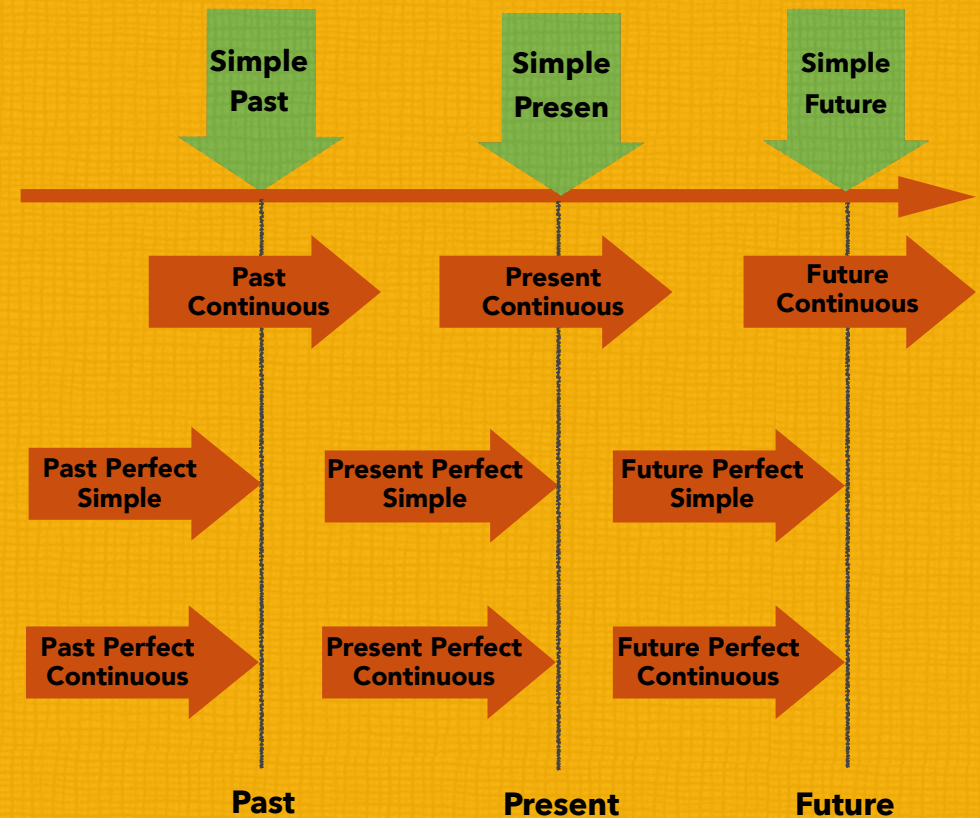 Simple
Past
Simple
Presen
Simple
Future
Past
Continuous
Present
Continuous
Future
Continuous
Past Perfect
Simple
Present Perfect
Simple
Future Perfect
Simple
Past Perfect
Continuous
Present Perfect
Continuous
Future Perfect
Continuous
Past
Present
Future